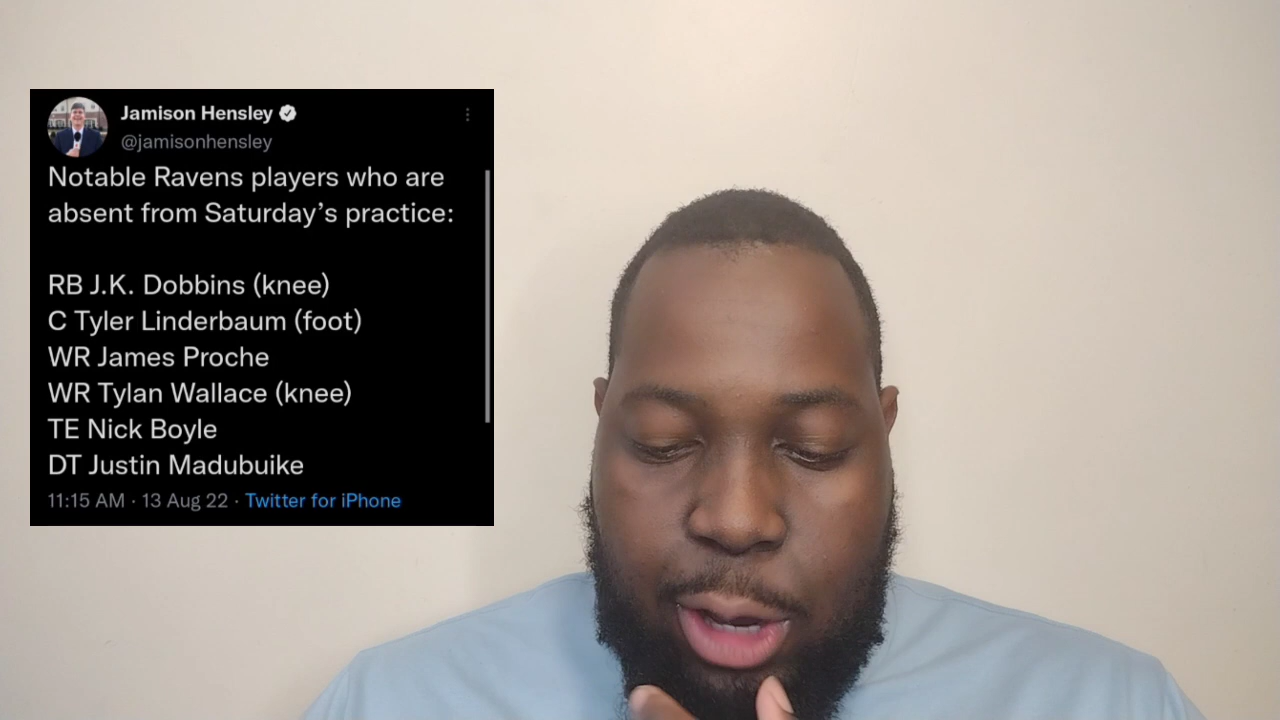 Jamison Hensley
@jamisonhensley
Notable Ravens players who are
absent from Saturday’s practice:
RB J.K. Dobbins (knee)
C Tyler Linderbaum (foot)
WR James Proche
WR Tylan Wallace (knee)
TE Nick Boyle
DT Justin Madubuike
11:15 AM · 13 Aug 22 · Twitter for iPhone